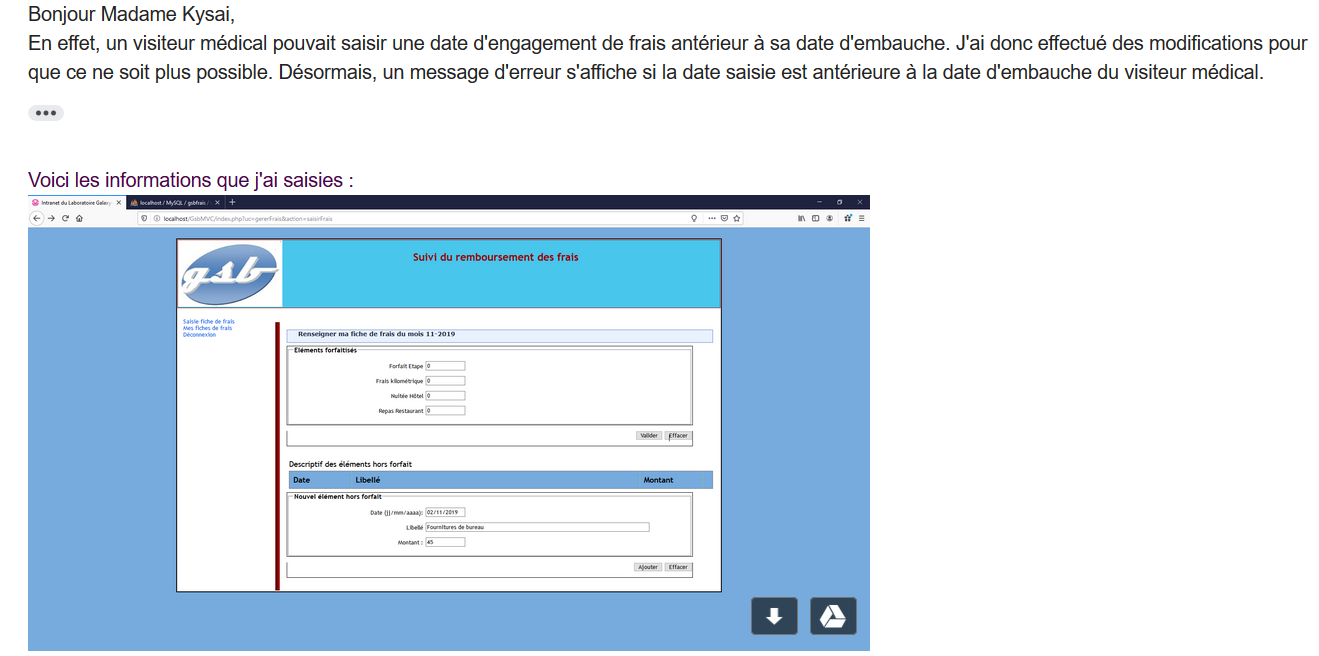 Bonjour Madame Kysai,
En effet, un visiteur médical pouvait saisir une date d'engagement de frais antérieur à sa date d'embauche. J'ai donc effectué des modifications pour
que ce ne soit plus possible. Désormais, un message d'erreur s'affiche si la date saisie est antérieure à la date d'embauche du visiteur médical.
Voici les informations que j'ai saisies :
Intranet du Laboratoire Galaxy
localhost / MySQL / gsbfrais /
localhost/GsbMVC/index.php?uc=gererFrais&action=saisirFrais
gsb
Suivi du remboursement des frais
Saisie fiche de frais
Mes fiches de frais
Déconnexion
Renseigner ma fiche de frais du mois 11-2019
Eléments forfaitisés
Forfait Etape 0
Frais kilométrique 0
Nuitée Hôtel 0
Repas Restaurant 0
Valider Effacer
Descriptif des éléments hors forfait
Date Libellé Montant
Nouvel élément hors forfait
Date (jj/mm/aaaa): 02/11/2019
Libellé Fournitures de bureau
Montant : 45
Ajouter Effacer